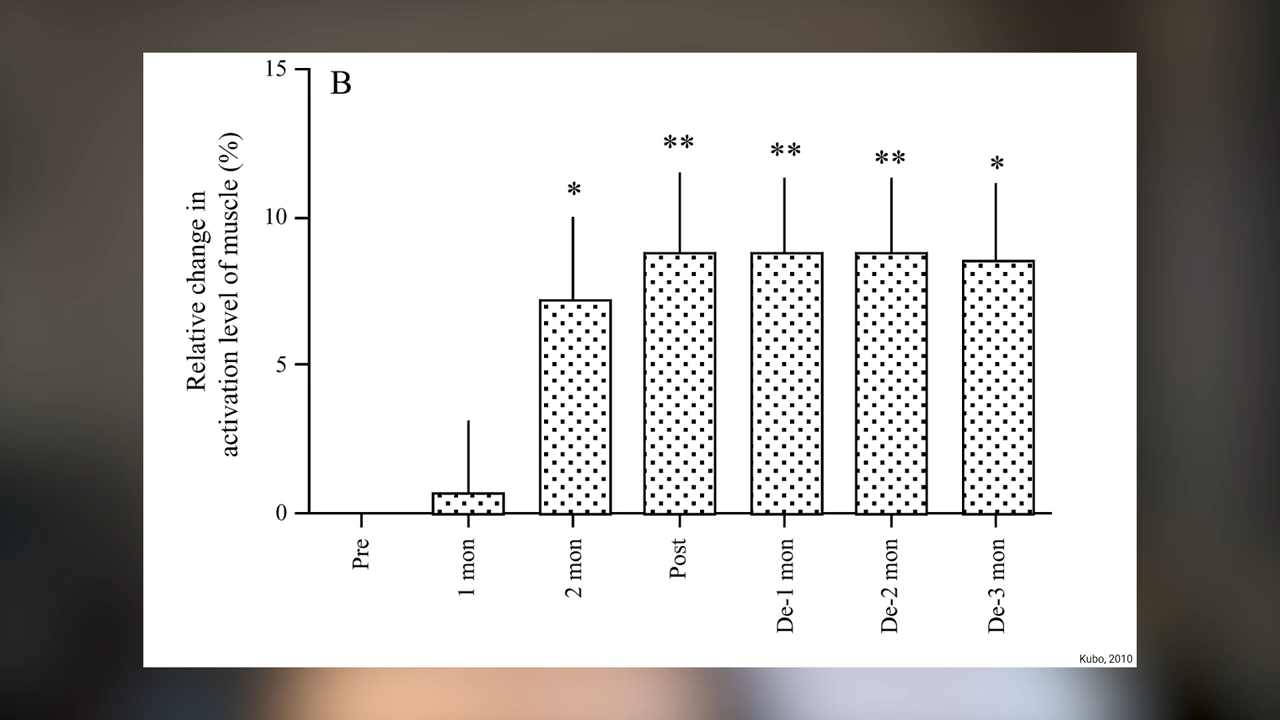 B
Relative change in
activation level of muscle (%)
15
10
5
0
*
**
**
**
*
Pre
1 mon
2 mon
Post
De-1 mon
De-2 mon
De-3 mon
Kubo, 2010